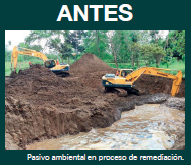 ANTES
Pasivo ambiental en proceso de remediación.